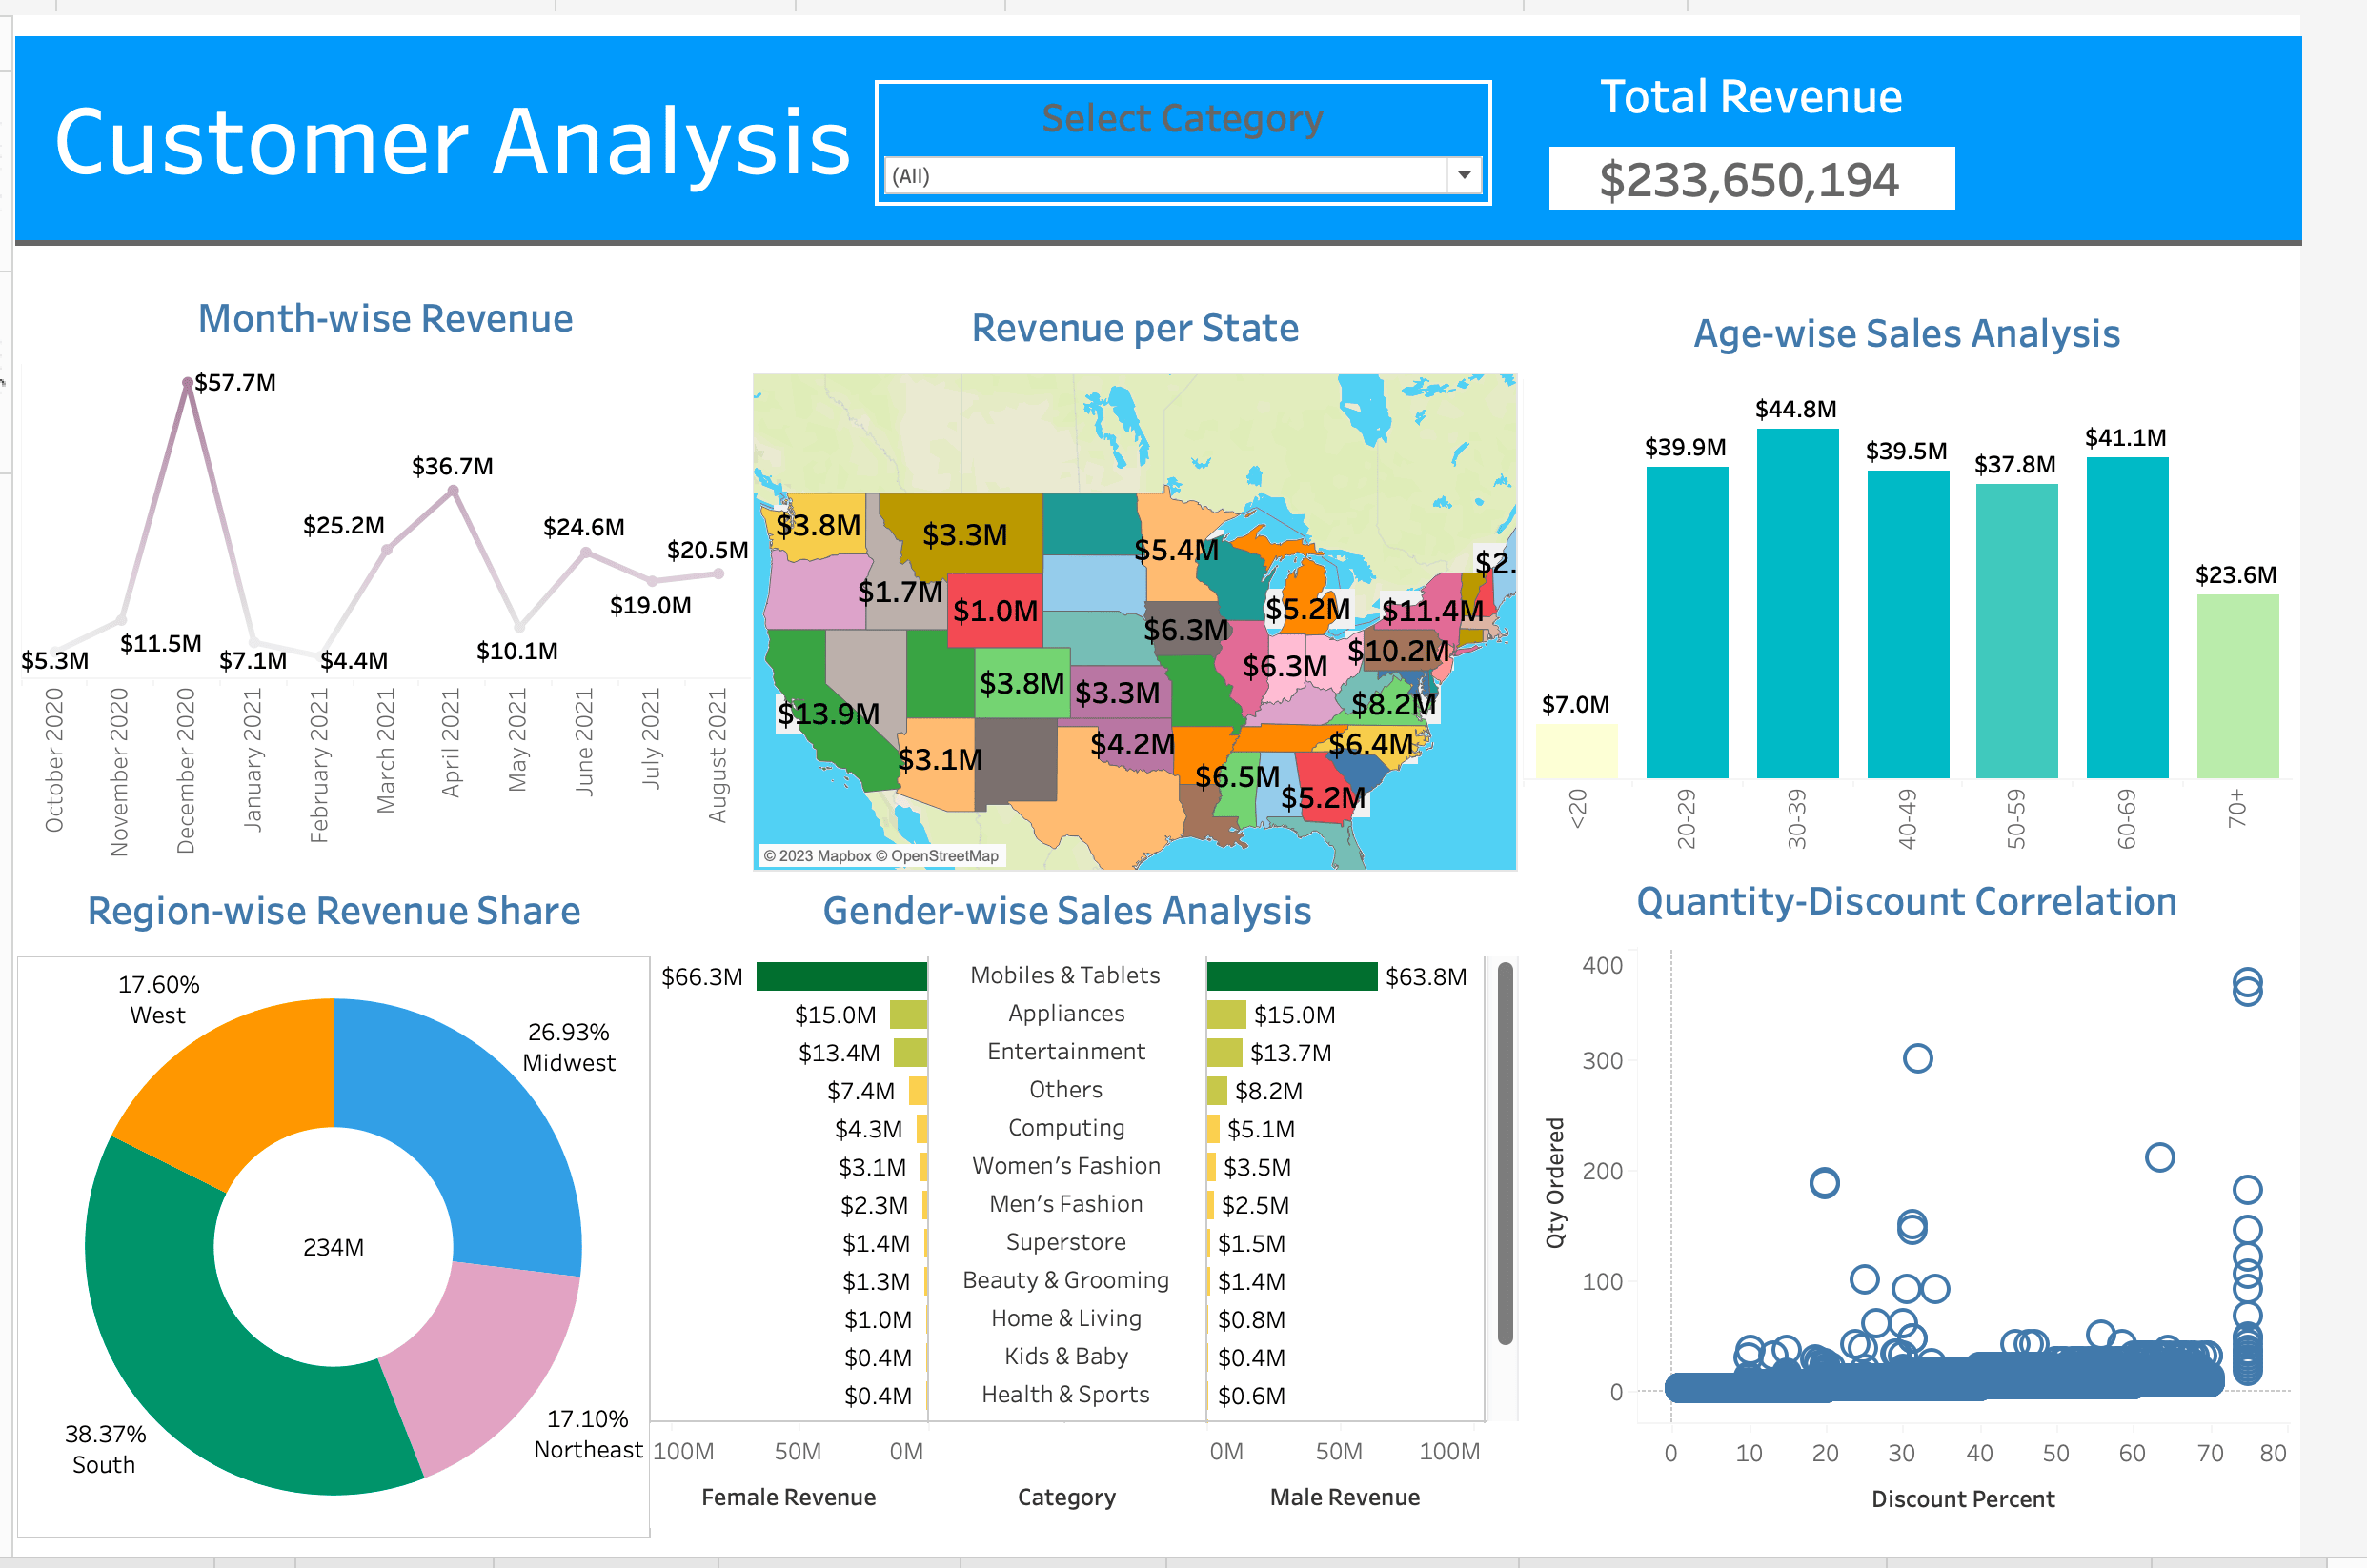 Customer Analysis
Select Category
(All)
Total Revenue
$233,650,194
Month-wise Revenue
$57.7M
$36.7M
$25.2M
$24.6M
$20.5M
$19.0M
$11.5M
$10.1M
$5.3M
$7.1M
$4.4M
October 2020
November 2020
December 2020
January 2021
February 2021
March 2021
April 2021
May 2021
June 2021
July 2021
August 2021
Revenue per State
$3.8M
$3.3M
$5.4M
$2.
$1.7M
$1.0M
$5.2M
$11.4M
$6.3M
$10.2M
$6.3M
$3.8M
$3.3M
$8.2M
$13.9M
$4.2M
$6.4M
$3.1M
$6.5M
$5.2M
© 2023 Mapbox © OpenStreetMap
Age-wise Sales Analysis
$44.8M
$39.9M
$39.5M
$37.8M
$41.1M
$23.6M
$7.0M
<20
20-29
30-39
40-49
50-59
60-69
70+
Region-wise Revenue Share
17.60%
West
26.93%
Midwest
234M
38.37%
South
17.10%
Northeast
Gender-wise Sales Analysis
$66.3M Mobiles & Tablets $63.8M
$15.0M Appliances $15.0M
$13.4M Entertainment $13.7M
$7.4M Others $8.2M
$4.3M Computing $5.1M
$3.1M Women's Fashion $3.5M
$2.3M Men's Fashion $2.5M
$1.4M Superstore $1.5M
$1.3M Beauty & Grooming $1.4M
$1.0M Home & Living $0.8M
$0.4M Kids & Baby $0.4M
$0.4M Health & Sports $0.6M
100M 50M 0M 0M 50M 100M
Female Revenue Category Male Revenue
Quantity-Discount Correlation
400
300
200
100
0
Qty Ordered
0 10 20 30 40 50 60 70 80
Discount Percent